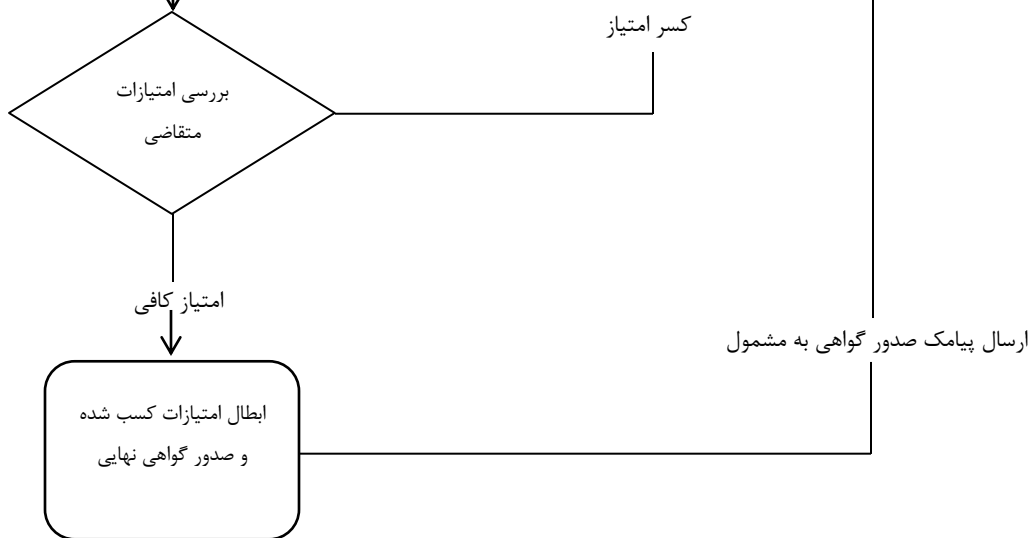 کسر امتیاز
بررسی امتیازات
متقاضی
امتیاز کافی
ارسال پیامک صدور گواهی به مشمول
ابطال امتیازات کسب شده
و صدور گواهی نهایی